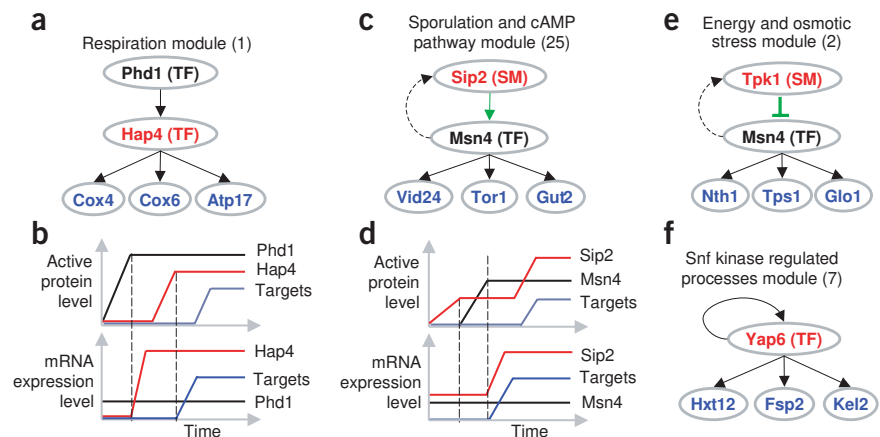 a
Respiration module (1)
Phd1 (TF)
Hap4 (TF)
Cox4
Cox6
Atp17
b
Active
protein
level
Phd1
Hap4
Targets
mRNA
expression
level
Hap4
Targets
Phd1
Time
c
Sporulation and cAMP
pathway module (25)
Sip2 (SM)
Msn4 (TF)
Vid24
Tor1
Gut2
d
Active
protein
level
Sip2
Msn4
Targets
mRNA
expression
level
Sip2
Targets
Msn4
Time
e
Energy and osmotic
stress module (2)
Tpk1 (SM)
Msn4 (TF)
Nth1
Tps1
Glo1
f
Snf kinase regulated
processes module (7)
Yap6 (TF)
Hxt12
Fsp2
Kel2